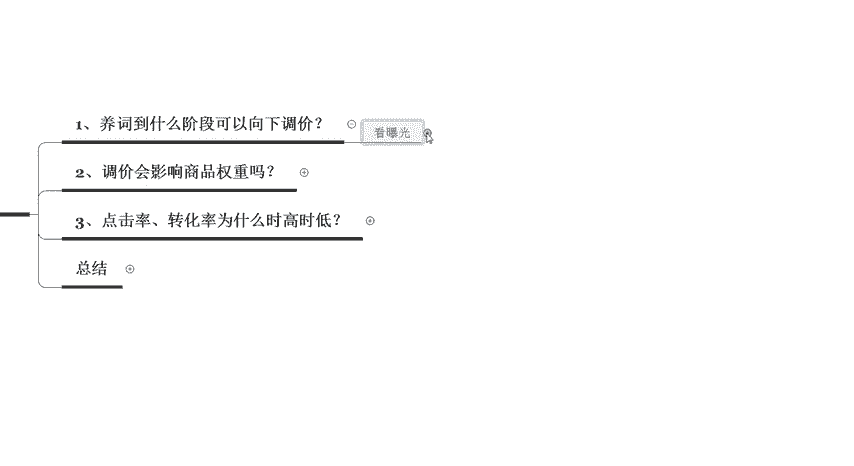 1、养词到什么阶段可以向下调价？
看曝光
2、调价会影响商品权重吗？
3、点击率、转化率为什么时高时低？
总结